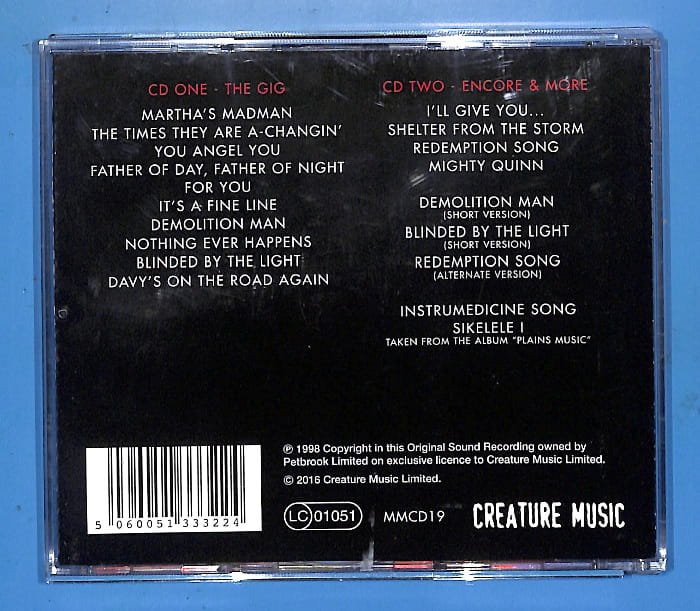 CD ONE - THE GIG
MARTHA'S MADMAN
THE TIMES THEY ARE A-CHANGIN'
YOU ANGEL YOU
FATHER OF DAY, FATHER OF NIGHT
FOR YOU
IT'S A FINE LINE
DEMOLITION MAN
NOTHING EVER HAPPENS
BLINDED BY THE LIGHT
DAVY'S ON THE ROAD AGAIN
CD TWO - ENCORE & MORE
I'LL GIVE YOU...
SHELTER FROM THE STORM
REDEMPTION SONG
MIGHTY QUINN
DEMOLITION MAN
(SHORT VERSION)
BLINDED BY THE LIGHT
(SHORT VERSION)
REDEMPTION SONG
(ALTERNATE VERSION)
INSTRUMEDICINE SONG
SIKELELE I
TAKEN FROM THE ALBUM "PLAINS MUSIC"
℗ 1998 Copyright in this Original Sound Recording owned by
Petbrook Limited on exclusive licence to Creature Music Limited.
© 2016 Creature Music Limited.
5 060051 333224
LC 01051
MMCD19
CREATURE MUSIC